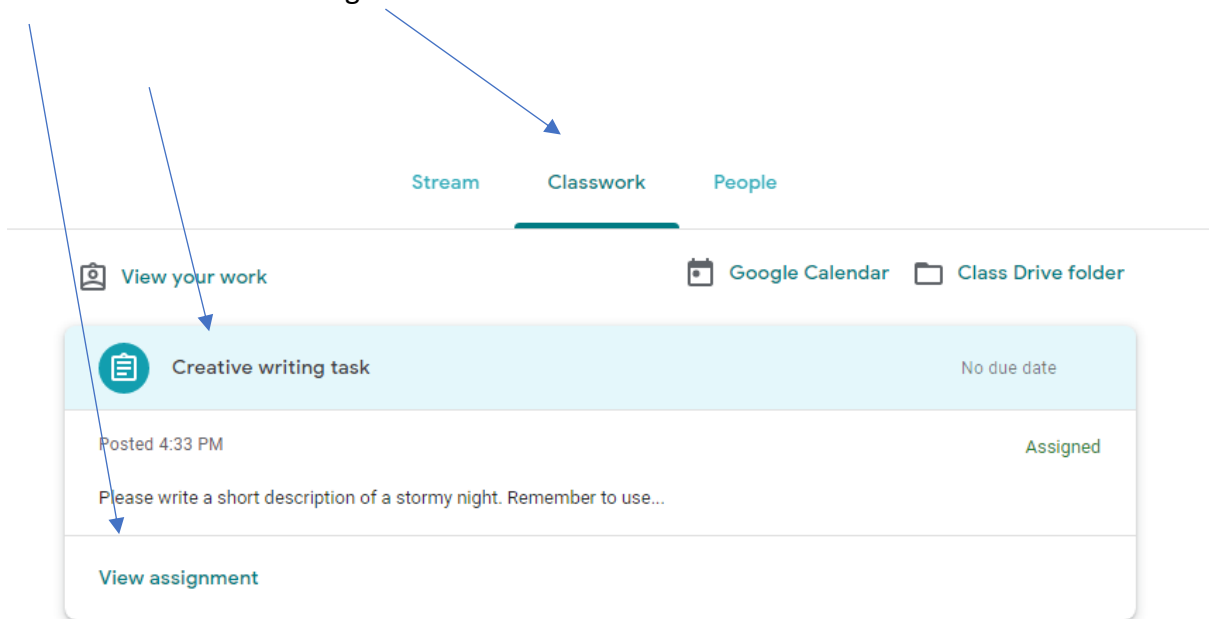 Stream Classwork People
View your work Google Calendar Class Drive folder
Creative writing task No due date
Posted 4:33 PM Assigned
Please write a short description of a stormy night. Remember to use...
View assignment